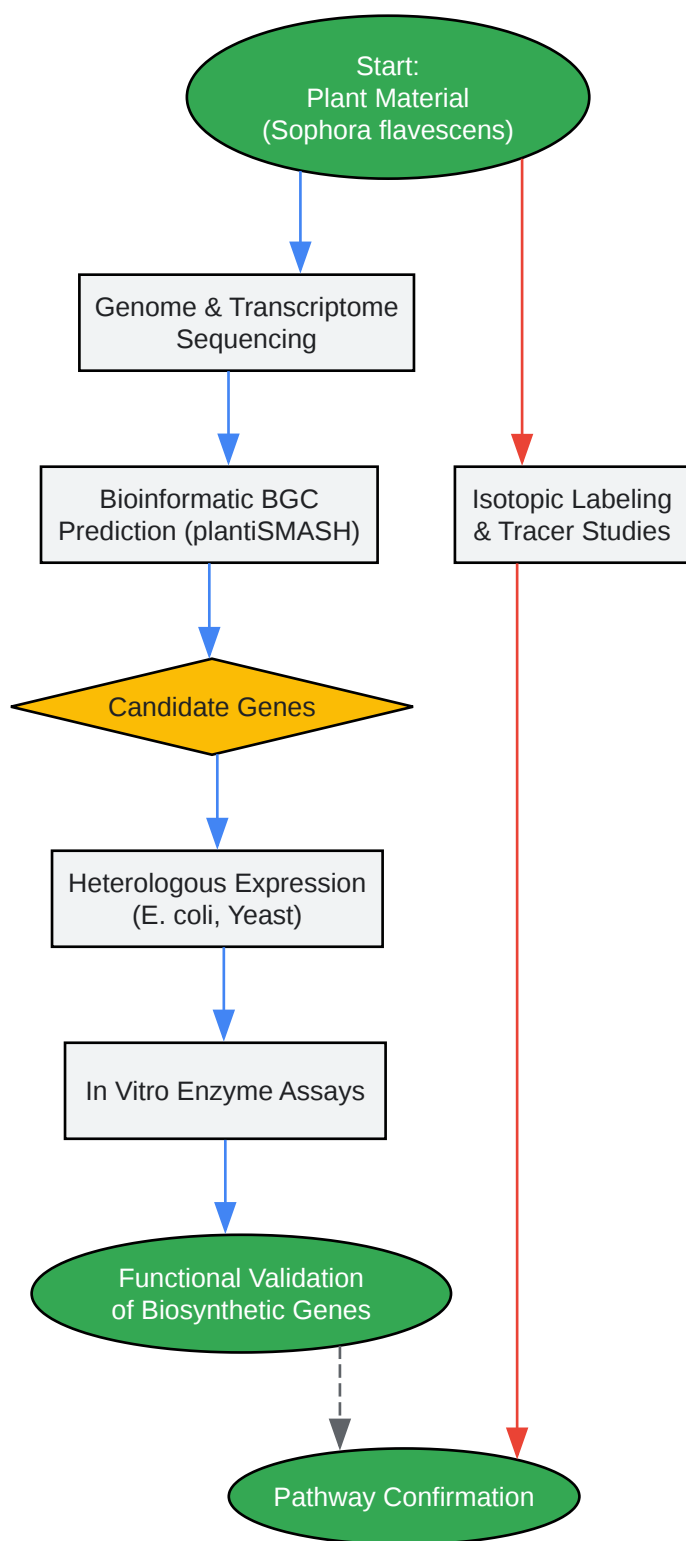 Start:
Plant Material
(Sophora flavescens)
Genome & Transcriptome
Sequencing
Bioinformatic BGC
Prediction (plantiSMASH)
Isotopic Labeling
& Tracer Studies
Candidate Genes
Heterologous Expression
(E. coli, Yeast)
In Vitro Enzyme Assays
Functional Validation
of Biosynthetic Genes
Pathway Confirmation